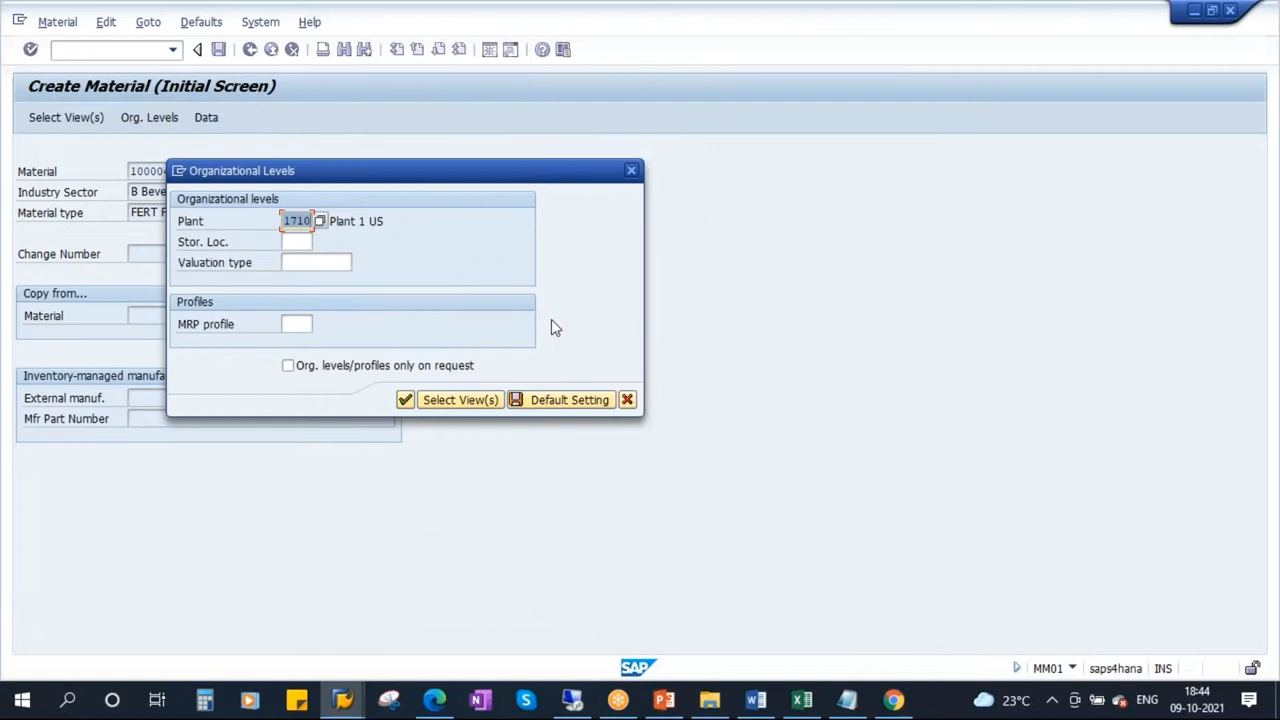 Material Edit Goto Defaults System Help
Create Material (Initial Screen)
Select View(s) Org. Levels Data
Material 10000
Industry Sector B Beve
Material type FERT
Change Number
Copy from...
Material
Inventory-managed manufa
External manuf.
Mfr Part Number
Organizational Levels
Organizational levels
Plant 1710 Plant 1 US
Stor. Loc.
Valuation type
Profiles
MRP profile
Org. levels/profiles only on request
Select View(s) Default Setting
SAP
MM01 saps4hana INS
23°C ENG 18:44
09-10-2021